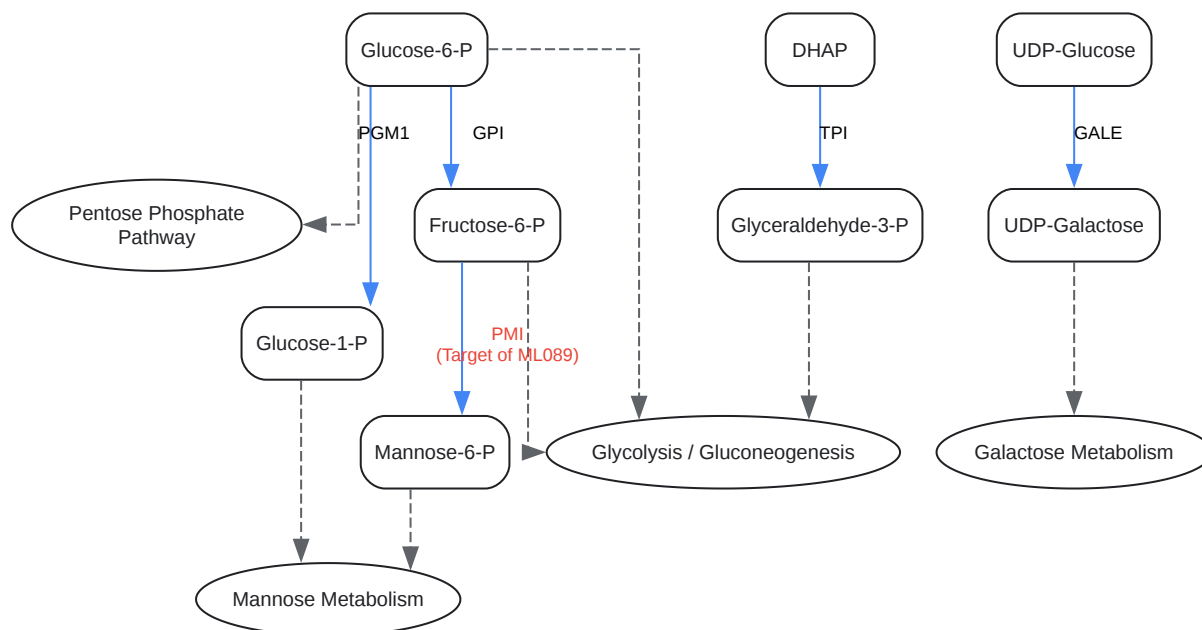 Glucose-6-P
DHAP
UDP-Glucose
PGM1
GPI
TPI
GALE
Pentose Phosphate
Pathway
Fructose-6-P
Glyceraldehyde-3-P
UDP-Galactose
Glucose-1-P
PMI
(Target of ML089)
Mannose-6-P
Glycolysis / Gluconeogenesis
Galactose Metabolism
Mannose Metabolism